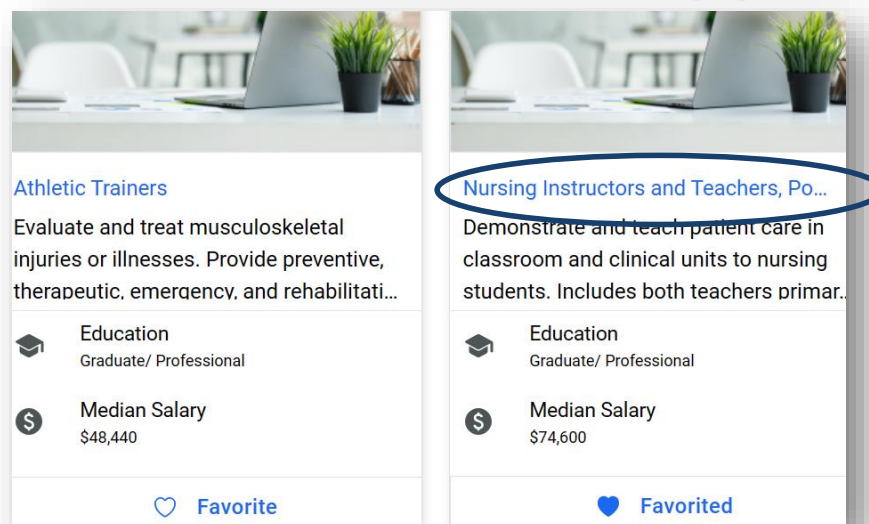 Athletic Trainers
Evaluate and treat musculoskeletal
injuries or illnesses. Provide preventive,
therapeutic, emergency, and rehabilitati...
Education
Graduate/ Professional
Median Salary
$48,440
Favorite
Nursing Instructors and Teachers, Po...
Demonstrate and teach patient care in
classroom and clinical units to nursing
students. Includes both teachers primar..
Education
Graduate/ Professional
Median Salary
$74,600
Favorited